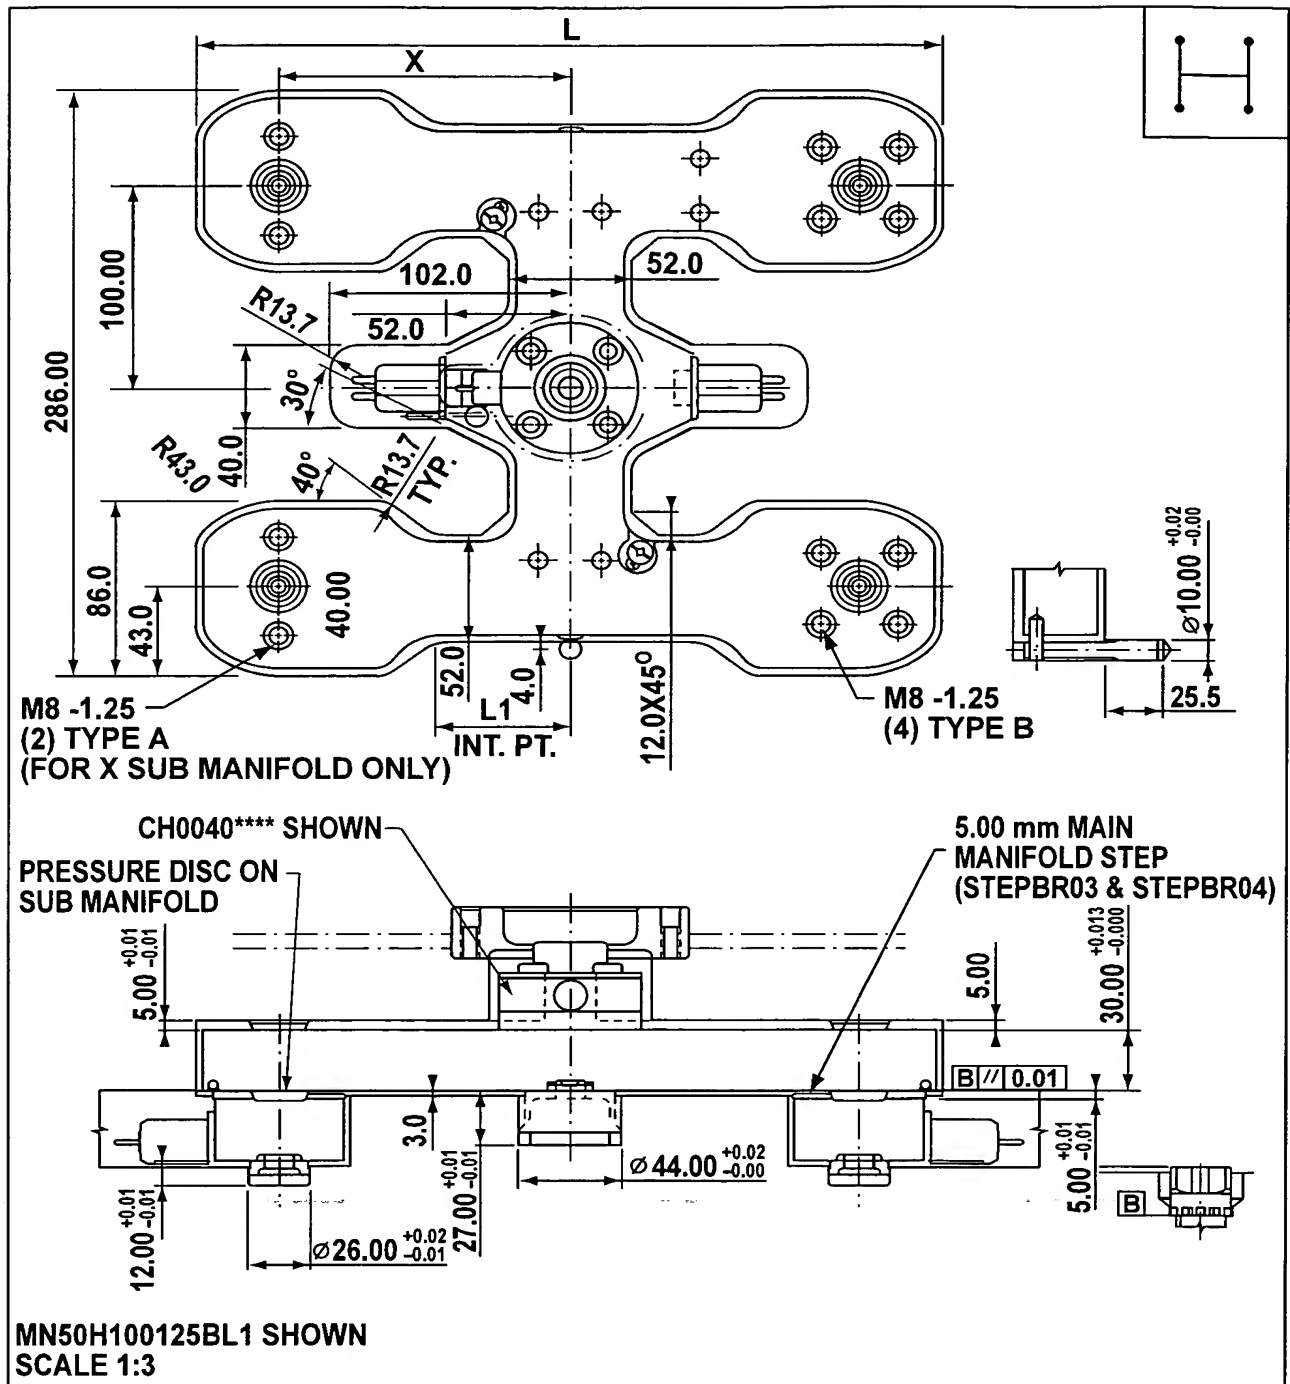 L
X
100.00
286.00
102.0
52.0
52.0
R13.7
30°
40.0
R43.0
40°
R13.7
TYP.
86.0
43.0
40.00
52.0
4.0
12.0X45°
Ø10.00 +0.02 -0.00
25.5
L1
INT. PT.
M8 -1.25
(2) TYPE A
(FOR X SUB MANIFOLD ONLY)
M8 -1.25
(4) TYPE B
CH0040**** SHOWN
PRESSURE DISC ON
SUB MANIFOLD
5.00 mm MAIN
MANIFOLD STEP
(STEPBR03 & STEPBR04)
5.00 +0.01 -0.01
5.00
30.00 +0.013 -0.000
B // 0.01
3.0
27.00 +0.01 -0.01
Ø 44.00 +0.02 -0.00
5.00 +0.01 -0.01
B
12.00 +0.01 -0.01
Ø26.00 +0.02 -0.01
MN50H100125BL1 SHOWN
SCALE 1:3